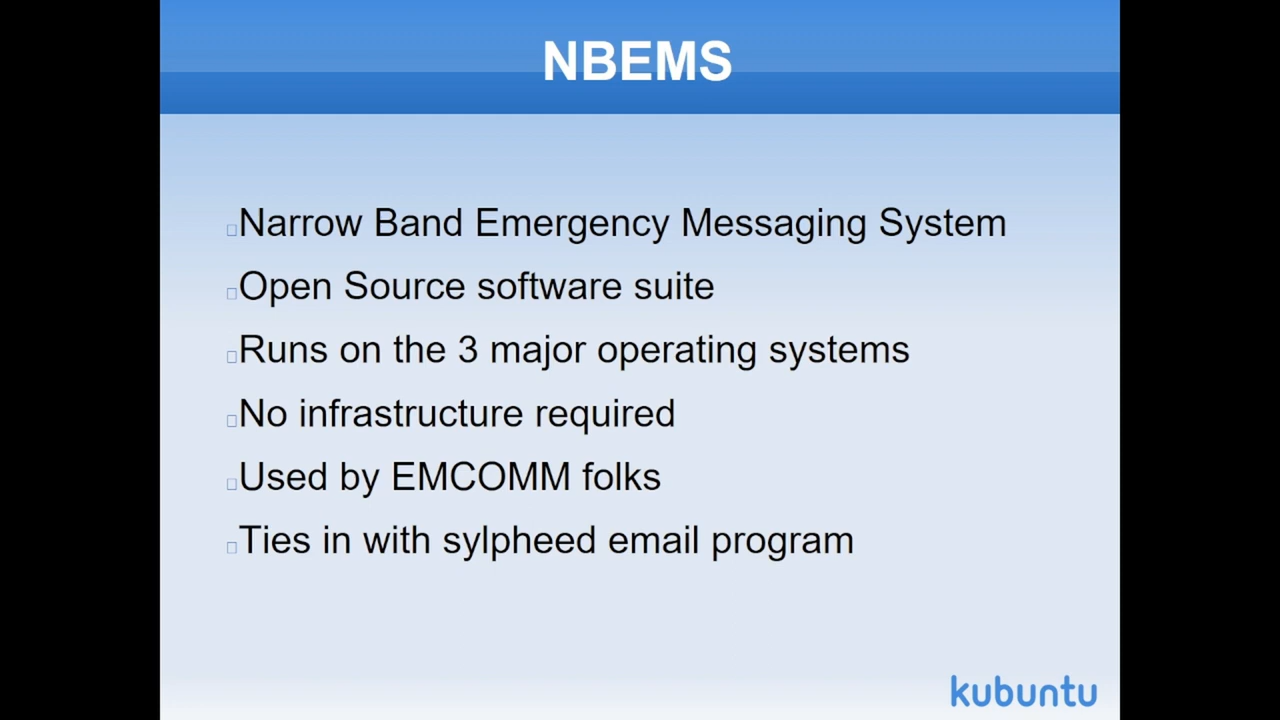 NBEMS
Narrow Band Emergency Messaging System
Open Source software suite
Runs on the 3 major operating systems
No infrastructure required
Used by EMCOMM folks
Ties in with sylpheed email program
kubuntu